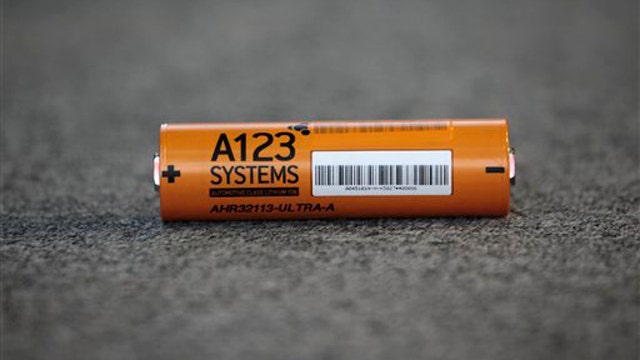 +
A123
SYSTEMS
AUTOMOTIVE CLASS LITHIUM ION
AHR32113-ULTRA-A
-